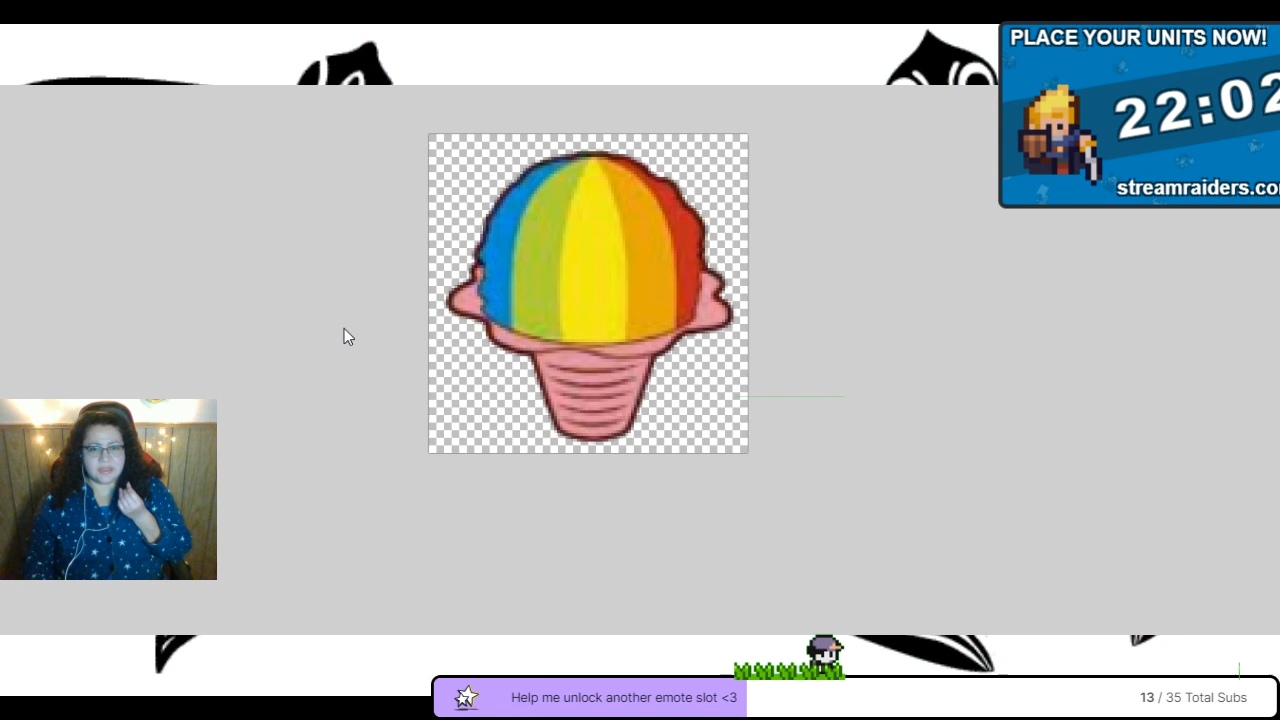 PLACE YOUR UNITS NOW!
22:02
streamraiders.co
Help me unlock another emote slot <3
13 / 35 Total Subs